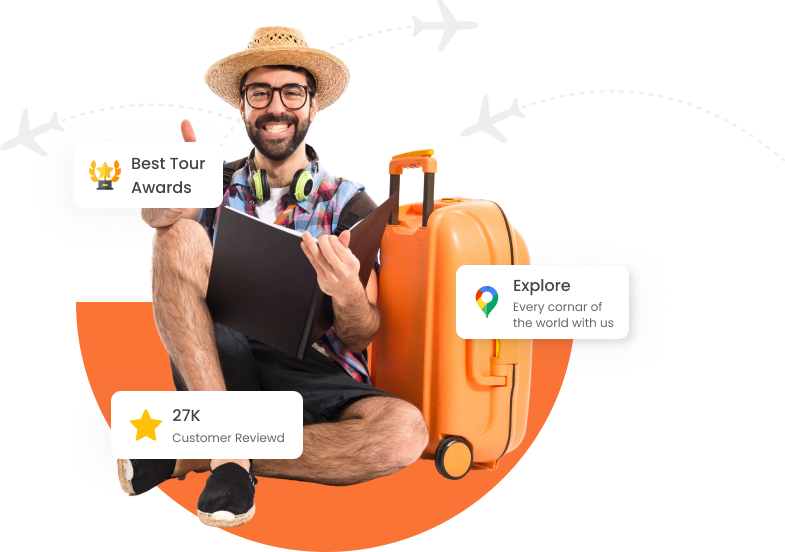 Best Tour
Awards
Explore
Every cornar of
the world with us
27K
Customer Reviewd